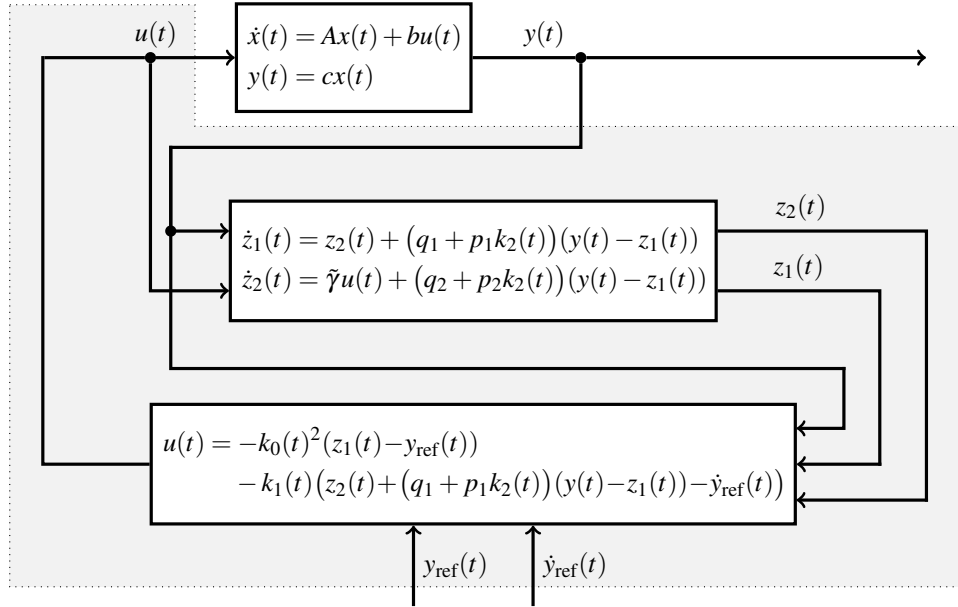 u(t)
ẋ(t) = Ax(t) + bu(t)
y(t) = cx(t)
y(t)
ż₁(t) = z₂(t) + (q₁ + p₁k₂(t))(y(t) − z₁(t))
ż₂(t) = γ̃u(t) + (q₂ + p₂k₂(t))(y(t) − z₁(t))
z₂(t)
z₁(t)
u(t) = −k₀(t)²(z₁(t)−y_ref(t))
−k₁(t)(z₂(t)+(q₁ + p₁k₂(t))(y(t)−z₁(t))−ẏ_ref(t))
y_ref(t)
ẏ_ref(t)